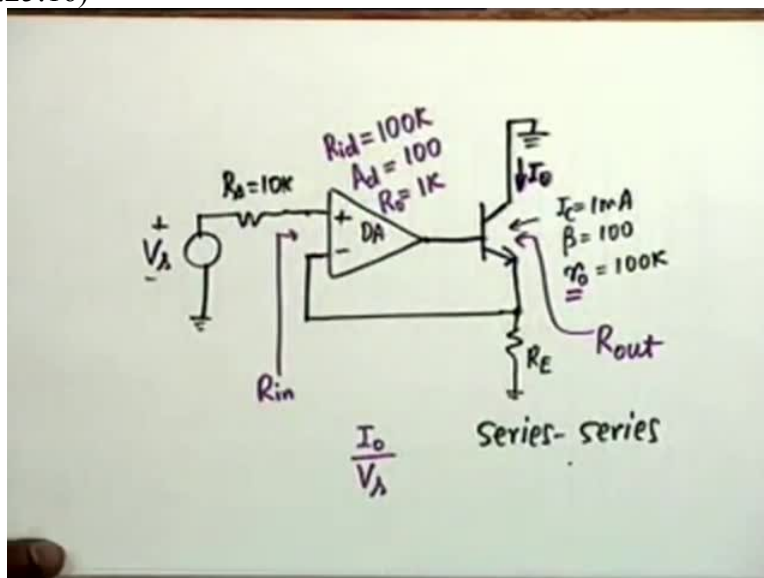 Rid = 100K
Ad = 100
Ro = 1K
Rs = 10K
+
Vs
-
+
DA
-
Io
Ic = 1mA
β = 100
ro = 100K
Rin
RE
Rout
Io
Vs
series-series